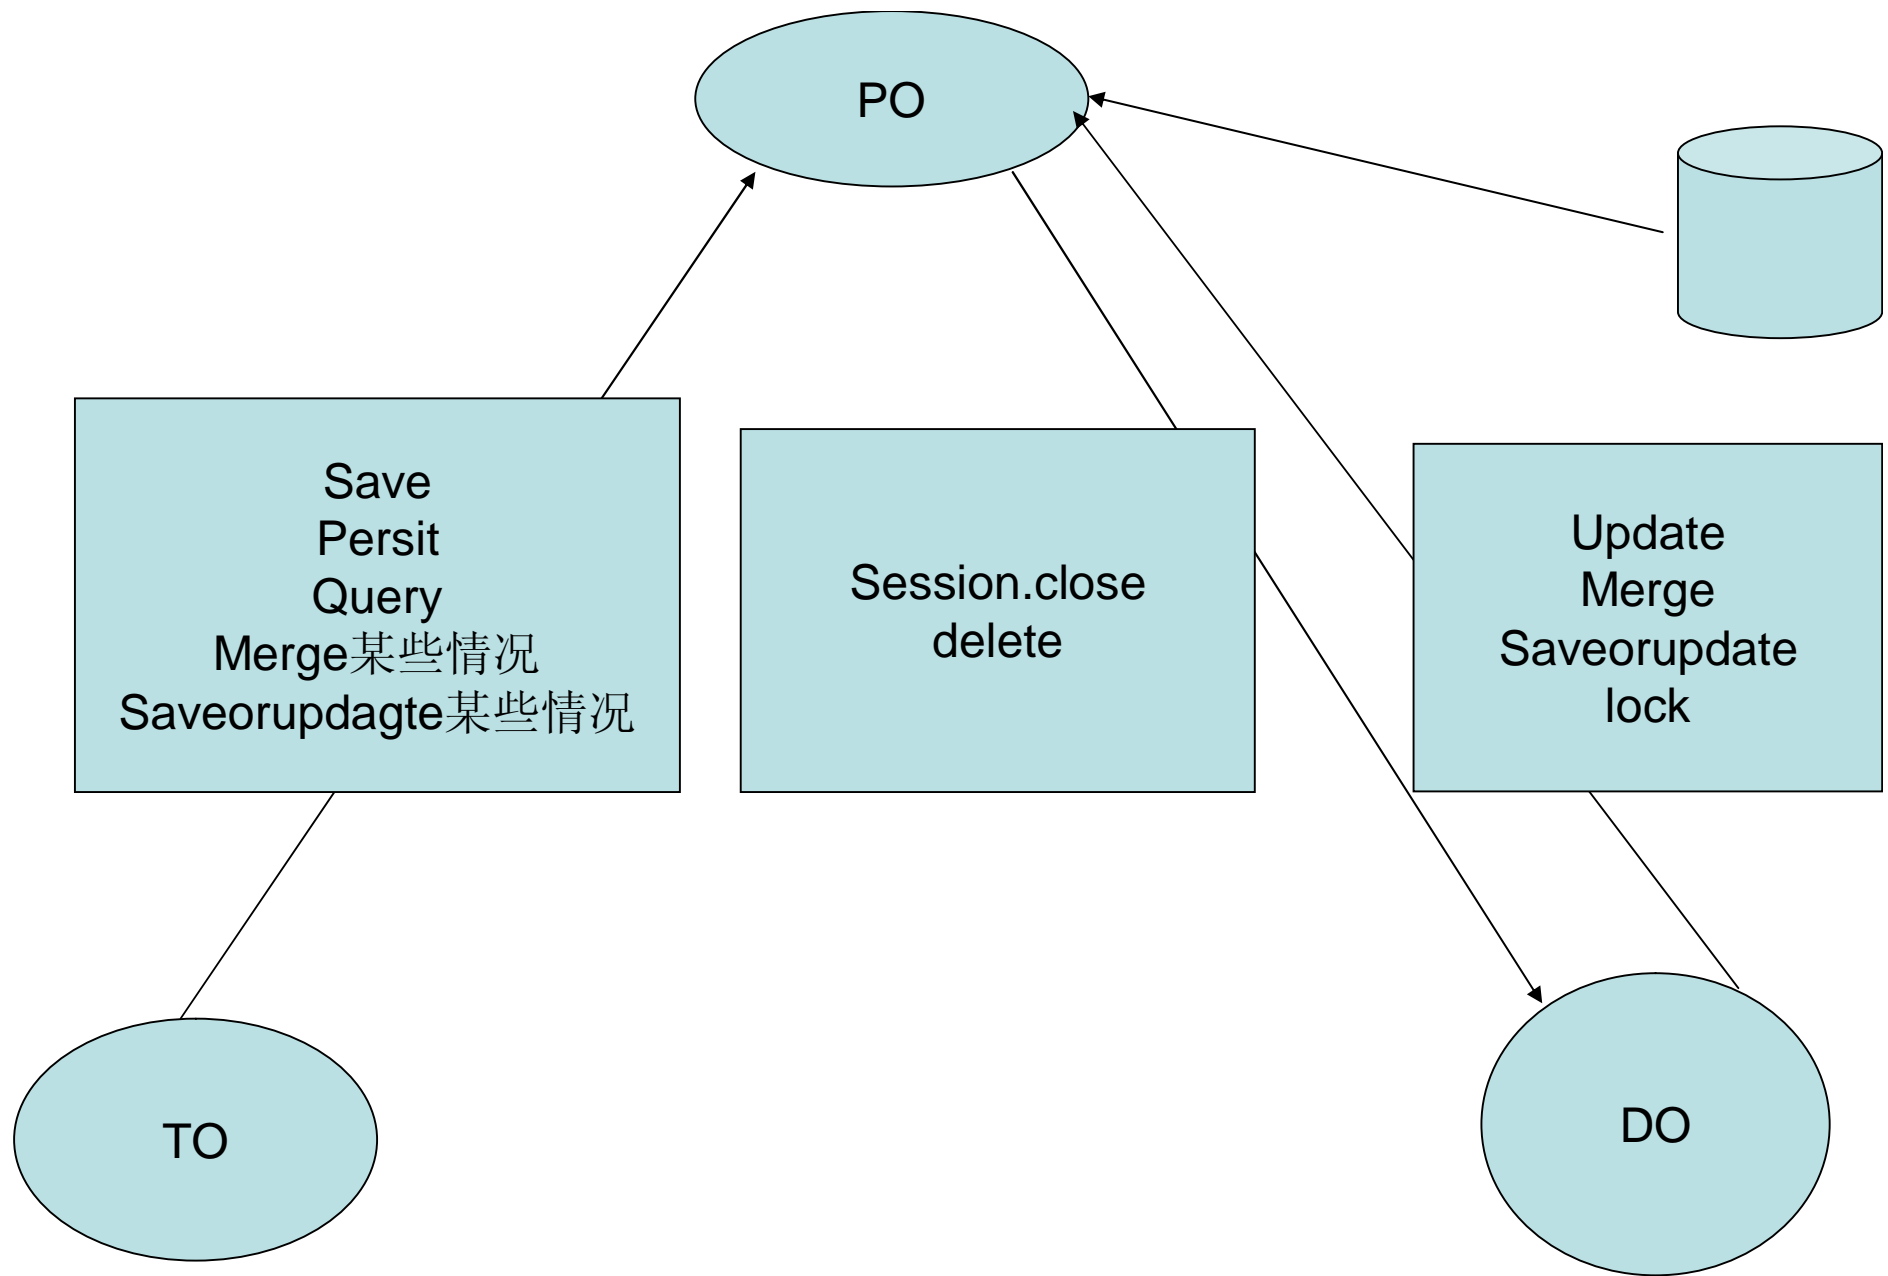 PO
Save
Persit
Query
Merge某些情况
Saveorupdagte某些情况
Session.close
delete
Update
Merge
Saveorupdate
lock
TO
DO